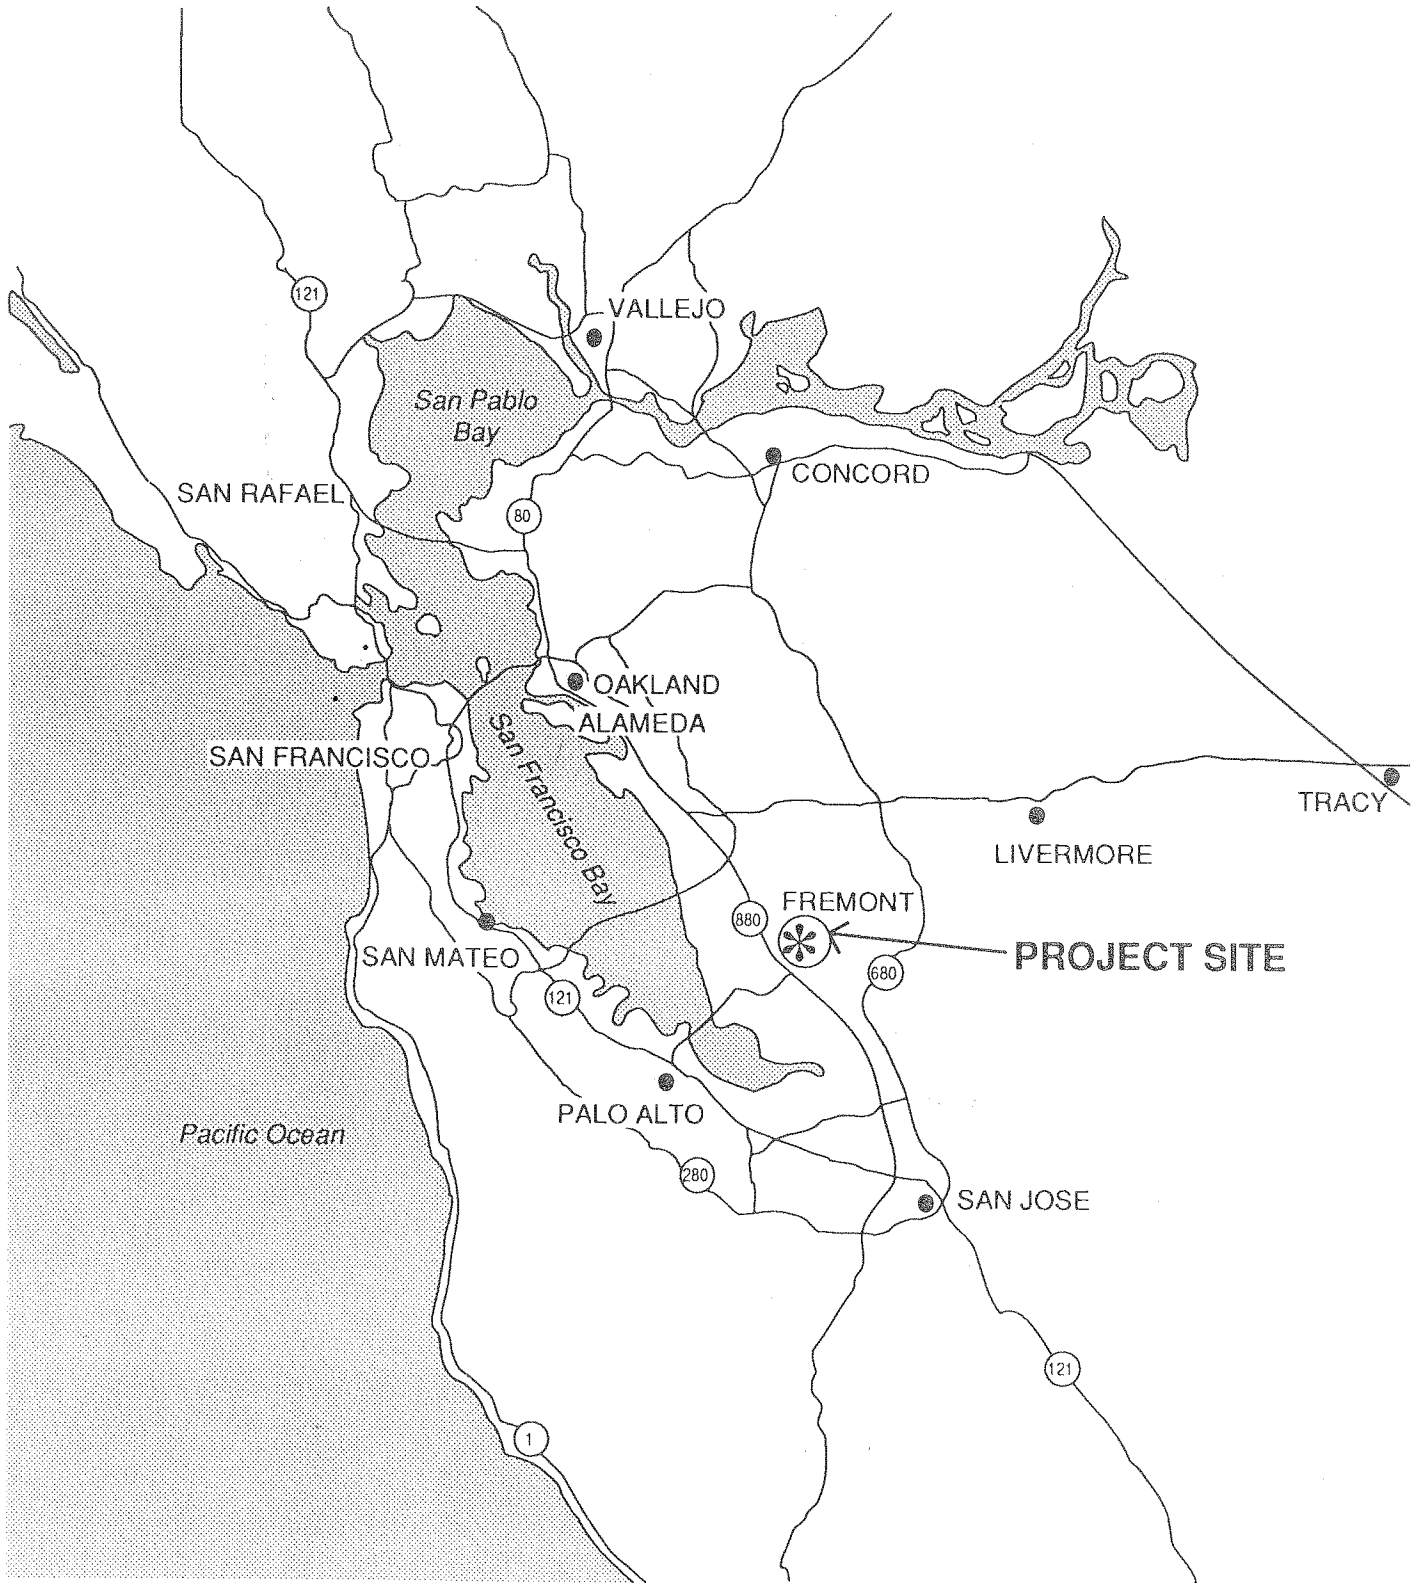 121
VALLEJO
San Pablo
Bay
CONCORD
SAN RAFAEL
80
OAKLAND
ALAMEDA
SAN FRANCISCO
San Francisco Bay
TRACY
LIVERMORE
FREMONT
880
PROJECT SITE
SAN MATEO
680
121
PALO ALTO
Pacific Ocean
280
SAN JOSE
121
1